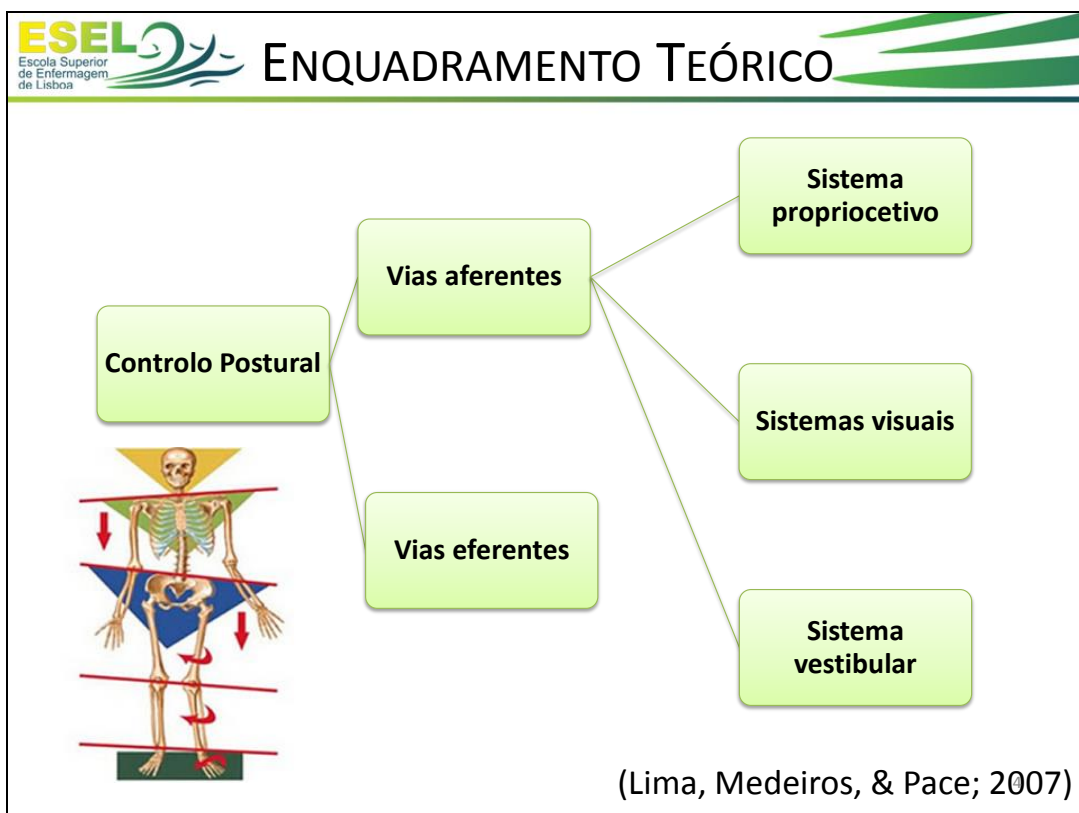 ESEL
Escola Superior
de Enfermagem
de Lisboa
ENQUADRAMENTO TEÓRICO
Sistema
propriocetivo
Vias aferentes
Controlo Postural
Sistemas visuais
Vias eferentes
Sistema
vestibular
(Lima, Medeiros, & Pace; 2007)
4